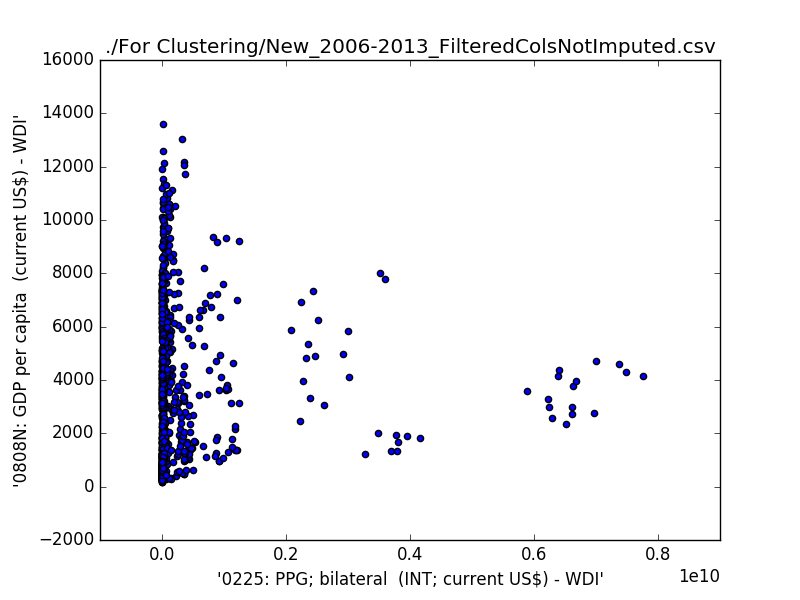 ./For Clustering/New_2006-2013_FilteredColsNotImputed.csv
16000
14000
12000
10000
8000
6000
4000
2000
0
−2000
'0808N: GDP per capita  (current US$) - WDI'
0.0 0.2 0.4 0.6 0.8
1e10
'0225: PPG; bilateral  (INT; current US$) - WDI'